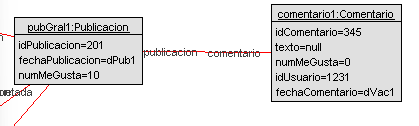 pubGral1:Publicacion
idPublicacion=201
fechaPublicacion=dPub1
numMeGusta=10
publicacion
comentario
comentario1:Comentario
idComentario=345
texto=null
numMeGusta=0
idUsuario=1231
fechaComentario=dVac1